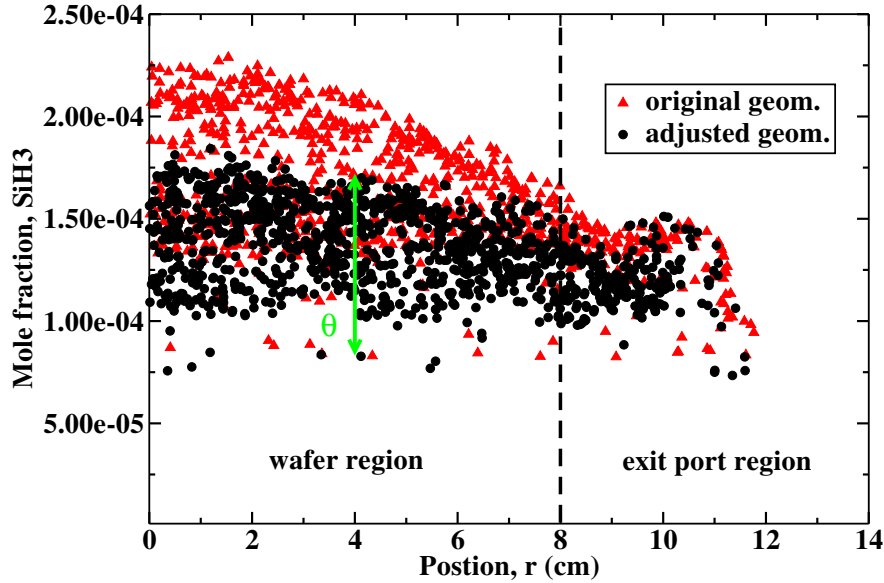 2.50e-04
2.00e-04
1.50e-04
1.00e-04
5.00e-05
Mole fraction, SiH3
original geom.
adjusted geom.
θ
wafer region
exit port region
0 2 4 6 8 10 12 14
Postion, r (cm)